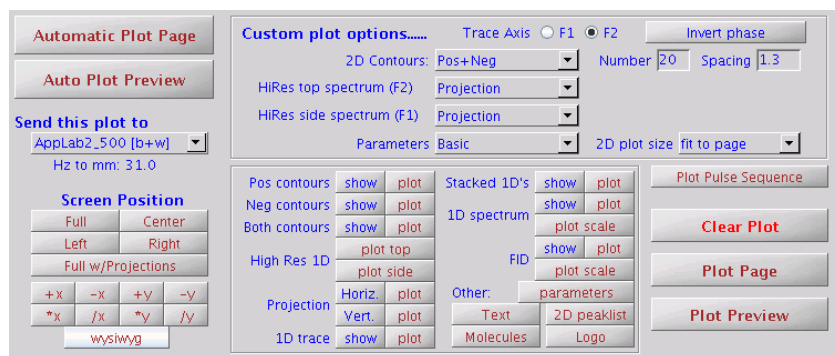 Automatic Plot Page
Auto Plot Preview
Send this plot to
AppLab2_500 [b+w]
Hz to mm: 31.0
Screen Position
Full Center
Left Right
Full w/Projections
+x -x +y -y
*x /x *y /y
wysiwyg
Custom plot options...... Trace Axis F1 F2 Invert phase
2D Contours: Pos+Neg Number 20 Spacing 1.3
HiRes top spectrum (F2) Projection
HiRes side spectrum (F1) Projection
Parameters Basic 2D plot size fit to page
Pos contours show plot
Neg contours show plot
Both contours show plot
High Res 1D plot top
plot side
Projection Horiz. plot
Vert. plot
1D trace show plot
Stacked 1D's show plot
1D spectrum show plot
plot scale
FID show plot
plot scale
Other: parameters
Text 2D peaklist
Molecules Logo
Plot Pulse Sequence
Clear Plot
Plot Page
Plot Preview